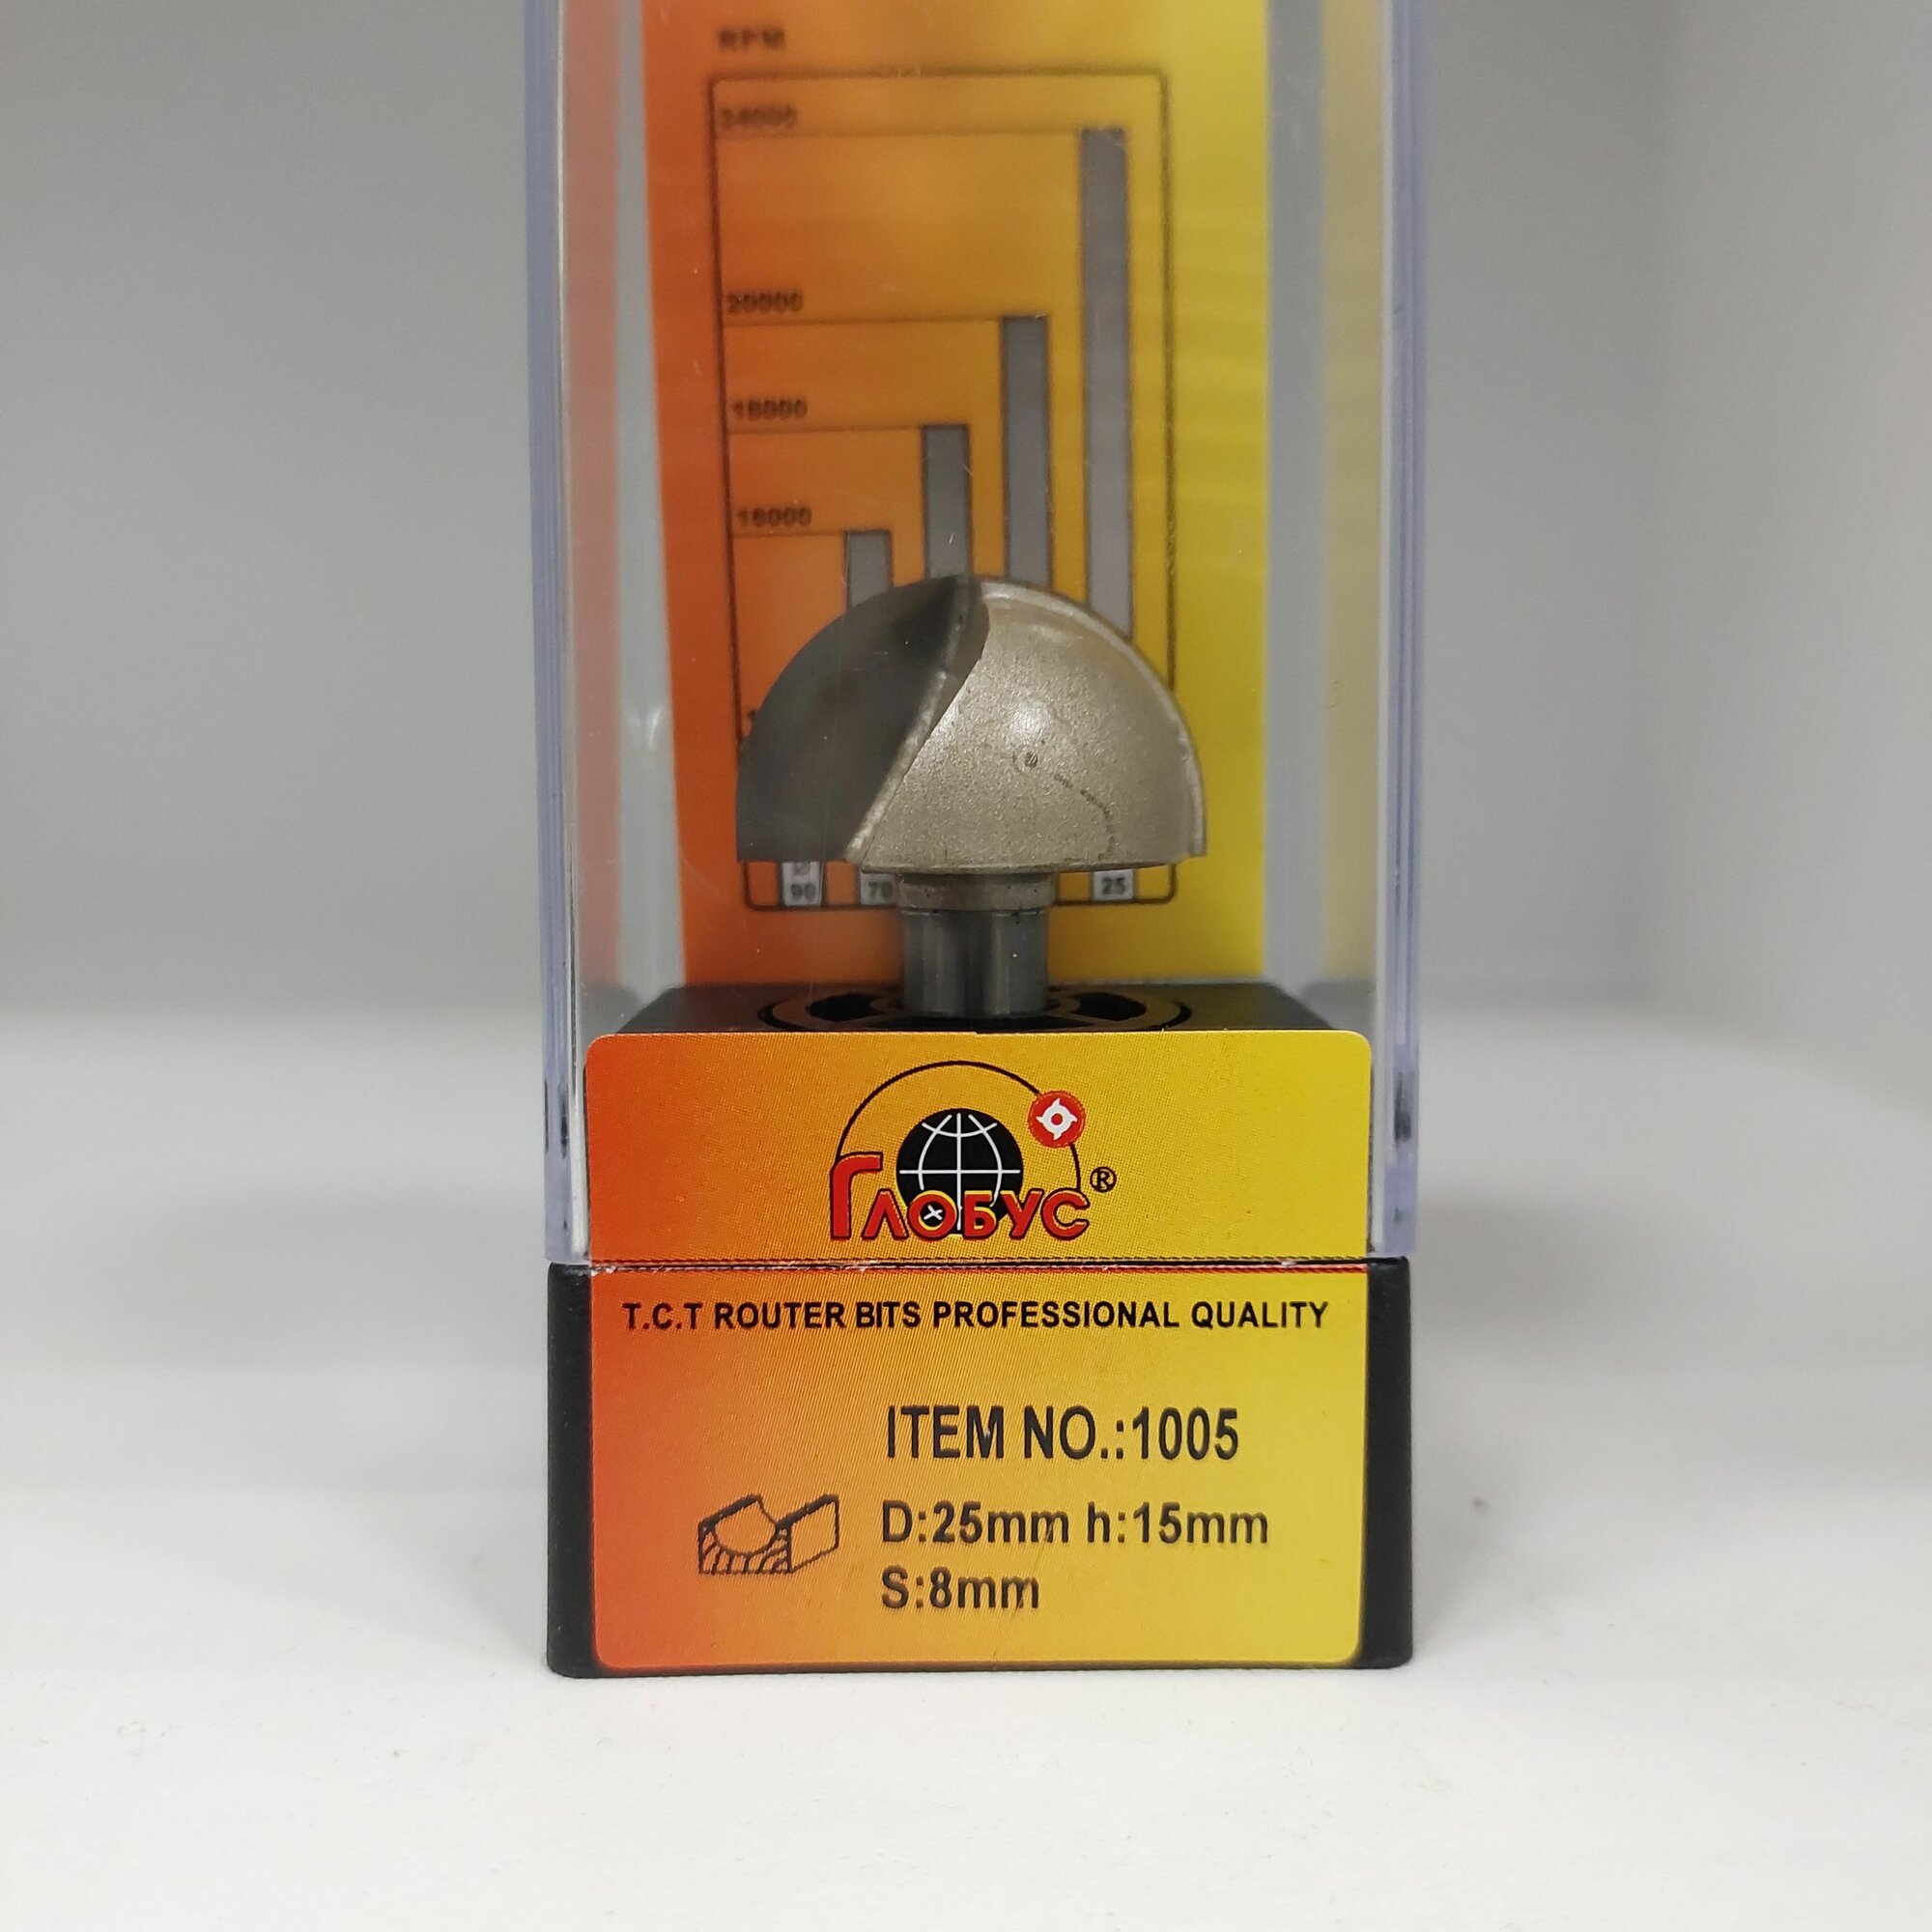 RPM
24000
20000
18000
16000
90 70 25
ГЛОБУС ®
T.C.T ROUTER BITS PROFESSIONAL QUALITY
ITEM NO.:1005
D:25mm h:15mm
S:8mm